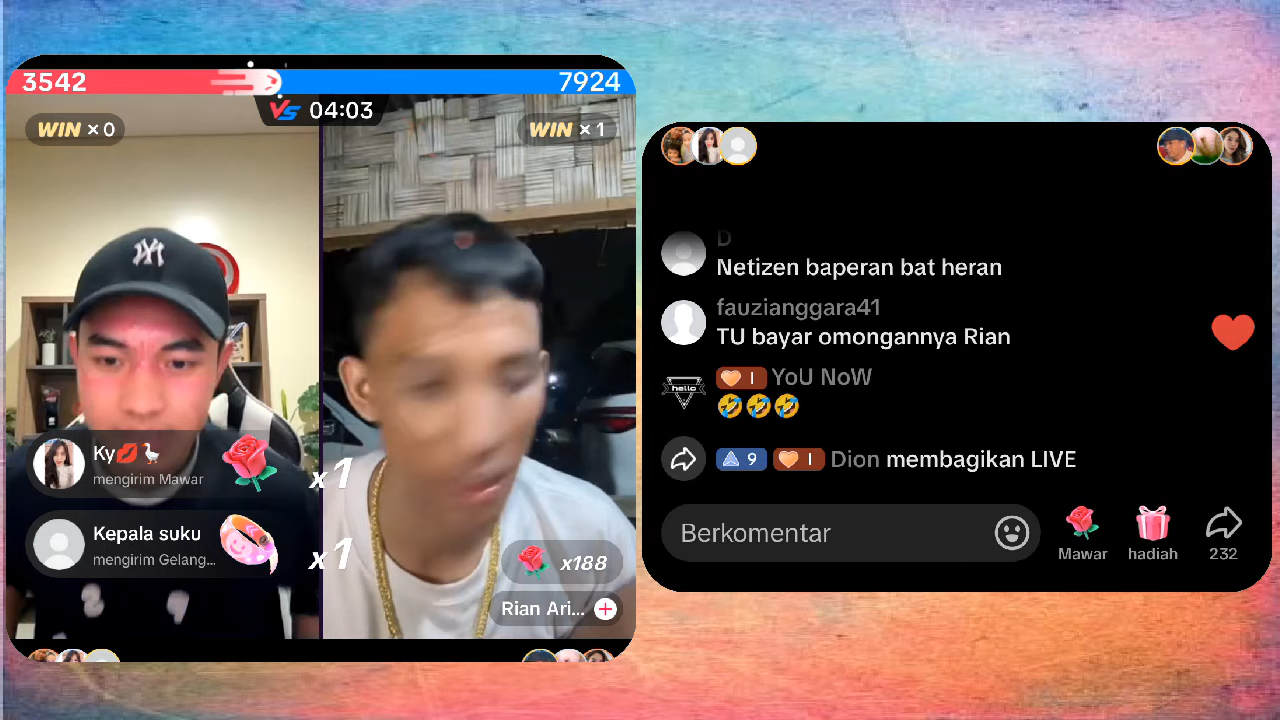 3542
7924
VS 04:03
WIN × 0
WIN × 1
NY
Ky💋🪿
mengirim Mawar
x1
Kepala suku
mengirim Gelang...
x1
x188
Rian Ari...
D
Netizen baperan bat heran
fauzianggara41
TU bayar omongannya Rian
I YoU NoW
🤣🤣🤣
hello
9 I Dion membagikan LIVE
Berkomentar
Mawar
hadiah
232